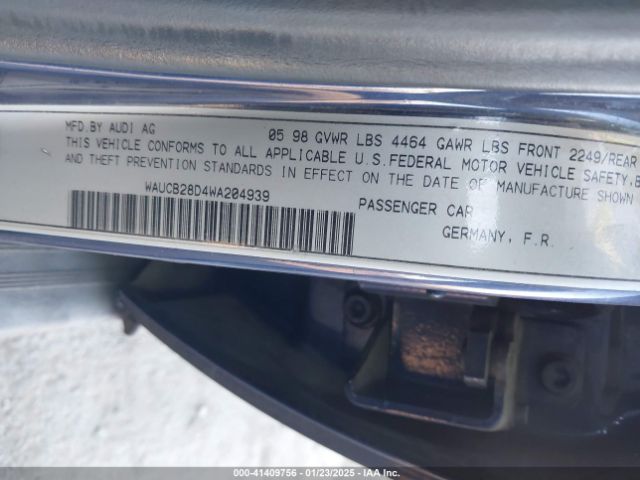 MFD.BY AUDI AG
05 98 GVWR LBS 4464 GAWR LBS FRONT 2249/REAR
THIS VEHICLE CONFORMS TO ALL APPLICABLE U.S.FEDERAL MOTOR VEHICLE SAFETY,B
AND THEFT PREVENTION STANDARDS IN EFFECT ON THE DATE OF MANUFACTURE SHOWN
WAUCB28D4WA204939
PASSENGER CAR
GERMANY, F.R.
000-41409756 | 01/23/2025 - IAA LLC